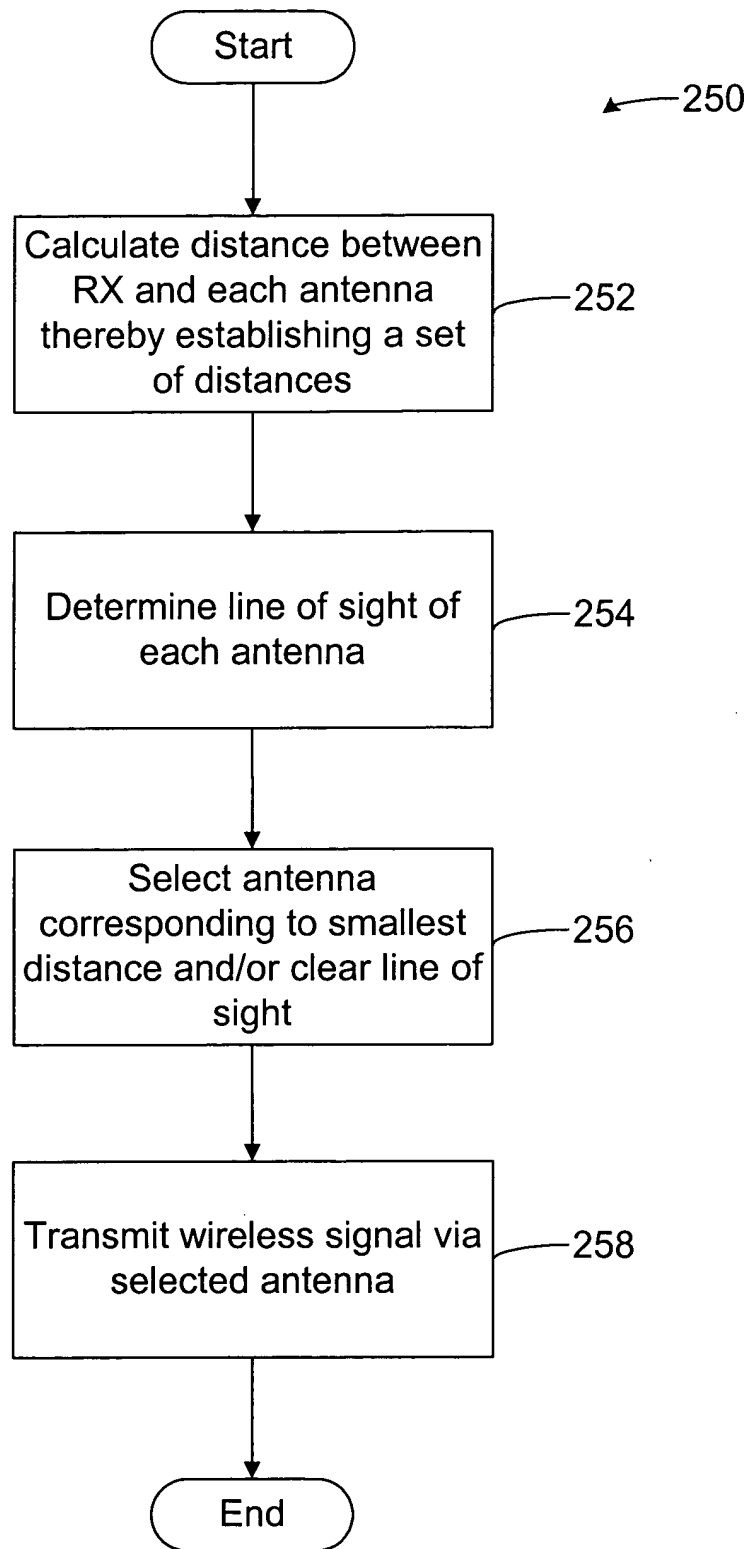 Start
250
Calculate distance between
RX and each antenna
thereby establishing a set
of distances
252
Determine line of sight of
each antenna
254
Select antenna
corresponding to smallest
distance and/or clear line of
sight
256
Transmit wireless signal via
selected antenna
258
End